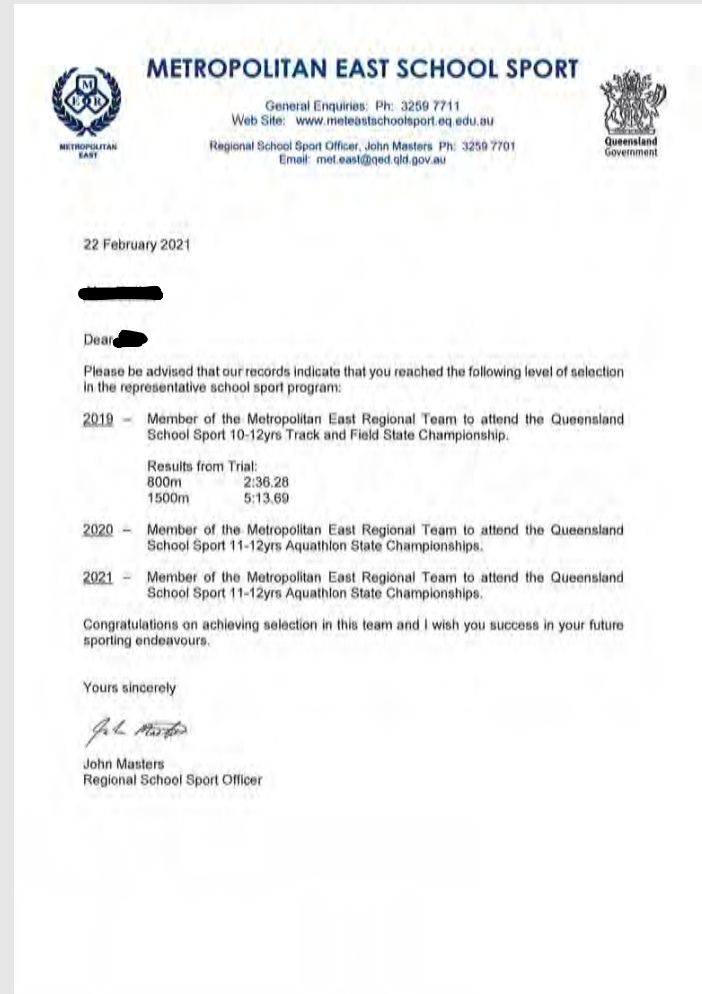 METROPOLITAN EAST SCHOOL SPORT
General Enquiries: Ph: 3259 7711
Web Site: www.meteastschoolsport.eq.edu.au
Regional School Sport Officer, John Masters Ph: 3259 7701
Email: met.east@qed.qld.gov.au
M
E R
METROPOLITAN
EAST
Queensland
Government
22 February 2021
Dear
Please be advised that our records indicate that you reached the following level of selection
in the representative school sport program:
2019 – Member of the Metropolitan East Regional Team to attend the Queensland
School Sport 10-12yrs Track and Field State Championship.
Results from Trial:
800m 2:36.28
1500m 5:13.69
2020 – Member of the Metropolitan East Regional Team to attend the Queensland
School Sport 11-12yrs Aquathlon State Championships.
2021 – Member of the Metropolitan East Regional Team to attend the Queensland
School Sport 11-12yrs Aquathlon State Championships.
Congratulations on achieving selection in this team and I wish you success in your future
sporting endeavours.
Yours sincerely
John Masters
John Masters
Regional School Sport Officer